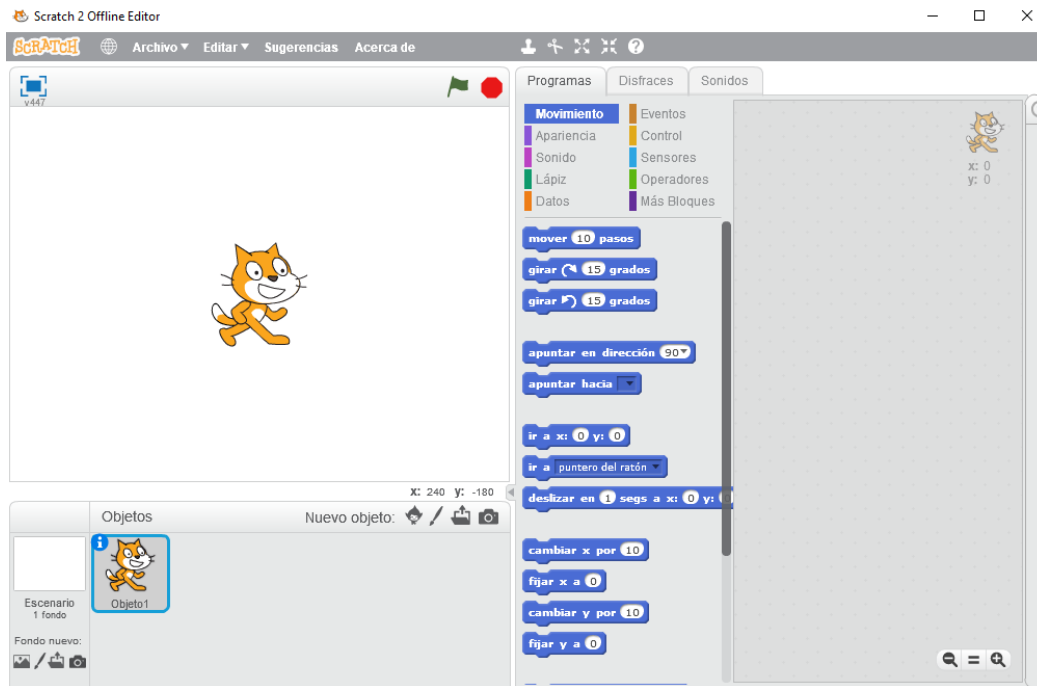 Scratch 2 Offline Editor
SCRATCH Archivo Editar Sugerencias Acerca de
v447
Programas Disfraces Sonidos
Movimiento Eventos
Apariencia Control
Sonido Sensores
Lápiz Operadores
Datos Más Bloques
x: 0
y: 0
mover 10 pasos
girar 15 grados
girar 15 grados
apuntar en dirección 90
apuntar hacia
ir a x: 0 y: 0
ir a puntero del ratón
deslizar en 1 segs a x: 0 y:
cambiar x por 10
fijar x a 0
cambiar y por 10
fijar y a 0
x: 240 y: -180
Objetos Nuevo objeto:
Escenario
1 fondo
Fondo nuevo:
Objeto1